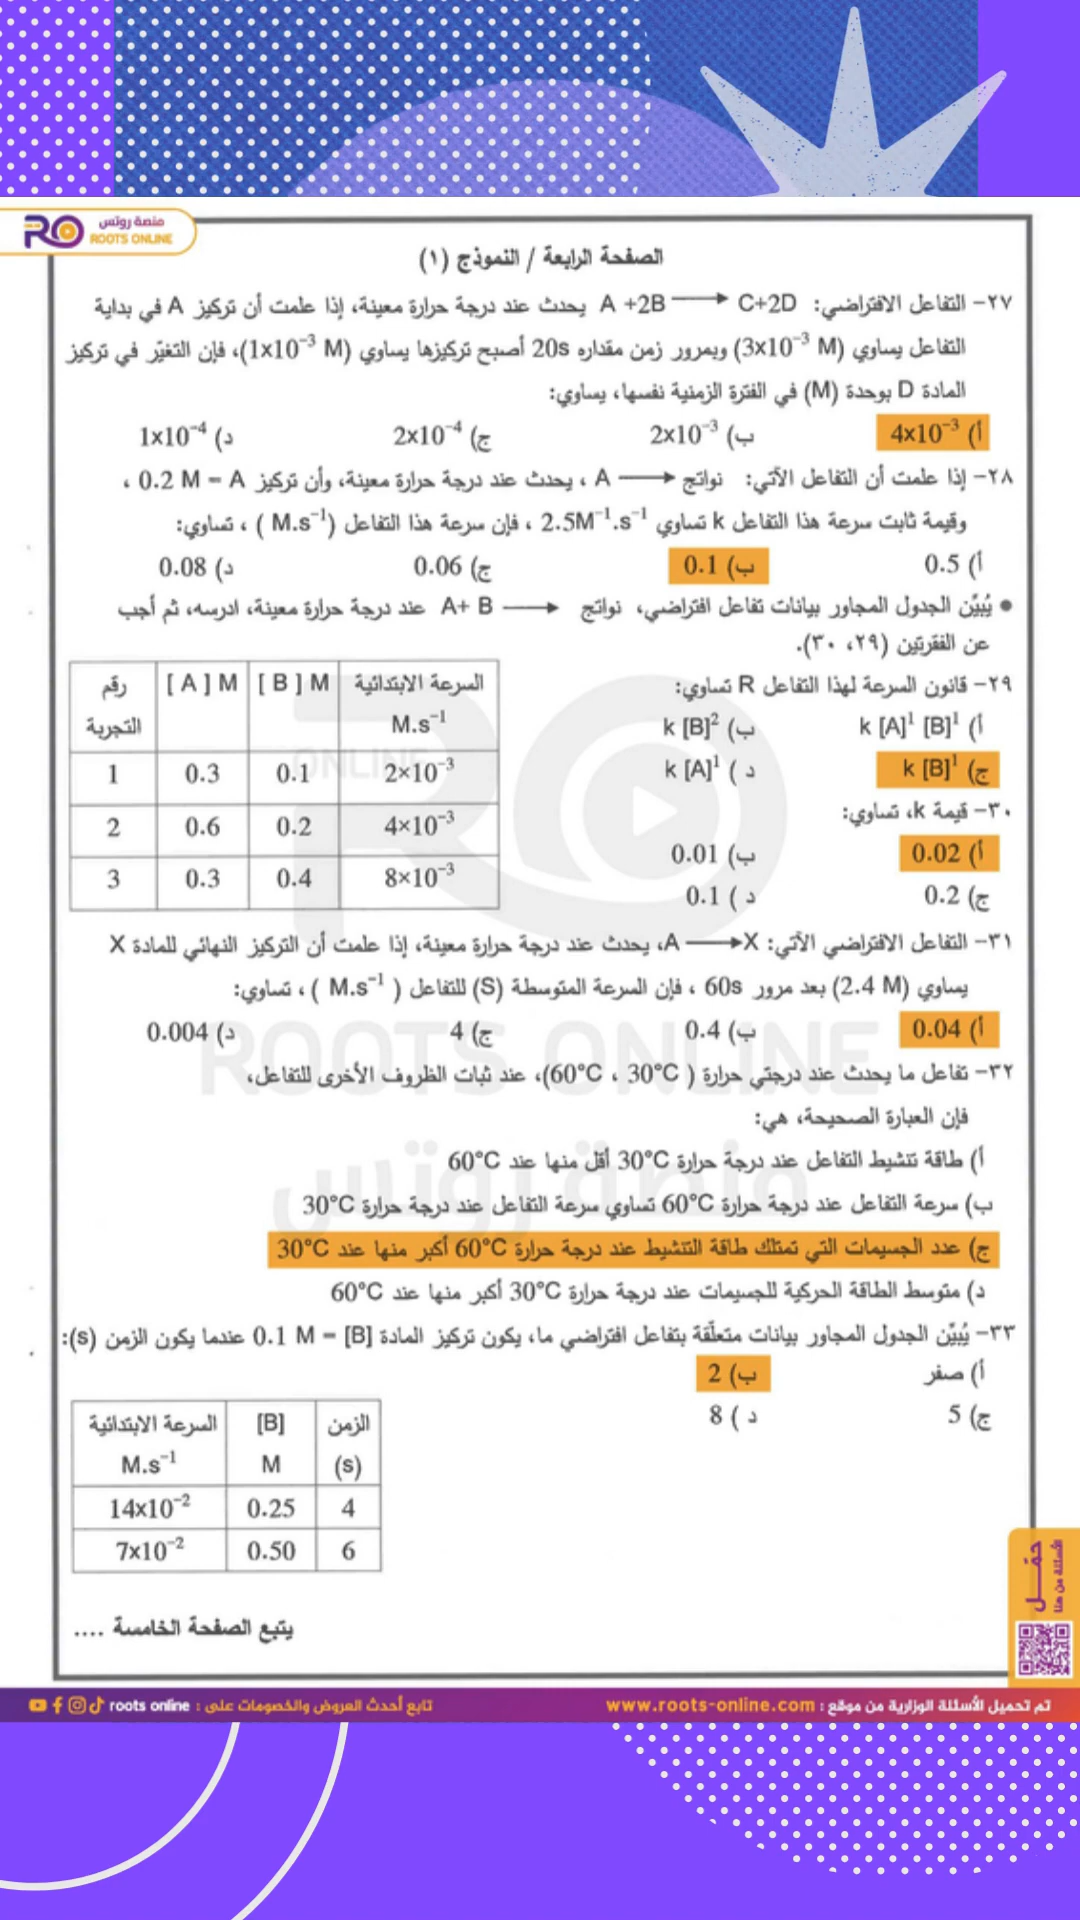 منصة روتس
ROOTS ONLINE
الصفحة الرابعة / النموذج (١)
٢٧- التفاعل الافتراضي: A +2B ⟶ C+2D يحدث عند درجة حرارة معينة، إذا علمت أن تركيز A في بداية
التفاعل يساوي (3x10⁻³ M) وبمرور زمن مقداره 20s أصبح تركيزها يساوي (1x10⁻³ M)، فإن التغيّر في تركيز
المادة D بوحدة (M) في الفترة الزمنية نفسها، يساوي:
أ) 4x10⁻³ ب) 2x10⁻³ ج) 2x10⁻⁴ د) 1x10⁻⁴
٢٨- إذا علمت أن التفاعل الآتي: A ⟶ نواتج ، يحدث عند درجة حرارة معينة، وأن تركيز A = 0.2 M ،
وقيمة ثابت سرعة هذا التفاعل k تساوي 2.5M⁻¹.s⁻¹ ، فإن سرعة هذا التفاعل (M.s⁻¹) ، تساوي:
أ) 0.5 ب) 0.1 ج) 0.06 د) 0.08
● يُبيّن الجدول المجاور بيانات تفاعل افتراضي، A+ B ⟶ نواتج عند درجة حرارة معينة، ادرسه، ثم أجب
عن الفقرتين (٢٩، ٣٠).
٢٩- قانون السرعة لهذا التفاعل R تساوي:
أ) k [A]¹ [B]¹ ب) k [B]²
ج) k [B]¹ د ) k [A]¹
رقم التجربة [ A ] M [ B ] M السرعة الابتدائية M.s⁻¹
1 0.3 0.1 2×10⁻³
2 0.6 0.2 4×10⁻³
3 0.3 0.4 8×10⁻³
٣٠- قيمة k، تساوي:
أ) 0.02 ب) 0.01
ج) 0.2 د ) 0.1
٣١- التفاعل الافتراضي الآتي: A ⟶ X، يحدث عند درجة حرارة معينة، إذا علمت أن التركيز النهائي للمادة X
يساوي (2.4 M) بعد مرور 60s ، فإن السرعة المتوسطة (S) للتفاعل ( M.s⁻¹ ) ، تساوي:
أ) 0.04 ب) 0.4 ج) 4 د) 0.004
٣٢- تفاعل ما يحدث عند درجتي حرارة ( 30°C ، 60°C)، عند ثبات الظروف الأخرى للتفاعل،
فإن العبارة الصحيحة، هي:
أ) طاقة تنشيط التفاعل عند درجة حرارة 30°C أقل منها عند 60°C
ب) سرعة التفاعل عند درجة حرارة 60°C تساوي سرعة التفاعل عند درجة حرارة 30°C
ج) عدد الجسيمات التي تمتلك طاقة التنشيط عند درجة حرارة 60°C أكبر منها عند 30°C
د) متوسط الطاقة الحركية للجسيمات عند درجة حرارة 30°C أكبر منها عند 60°C
٣٣- يُبيّن الجدول المجاور بيانات متعلّقة بتفاعل افتراضي ما، يكون تركيز المادة [B] = 0.1 M عندما يكون الزمن (s):
أ) صفر ب) 2
ج) 5 د ) 8
الزمن (s) [B] M السرعة الابتدائية M.s⁻¹
4 0.25 14x10⁻²
6 0.50 7x10⁻²
يتبع الصفحة الخامسة ....
حمّل
الأسئلة من هنا
ONLINE
ROOTS ONLINE
منصة روتس
تم تحميل الأسئلة الوزارية من موقع : www.roots-online.com
تابع أحدث العروض والخصومات على : roots online